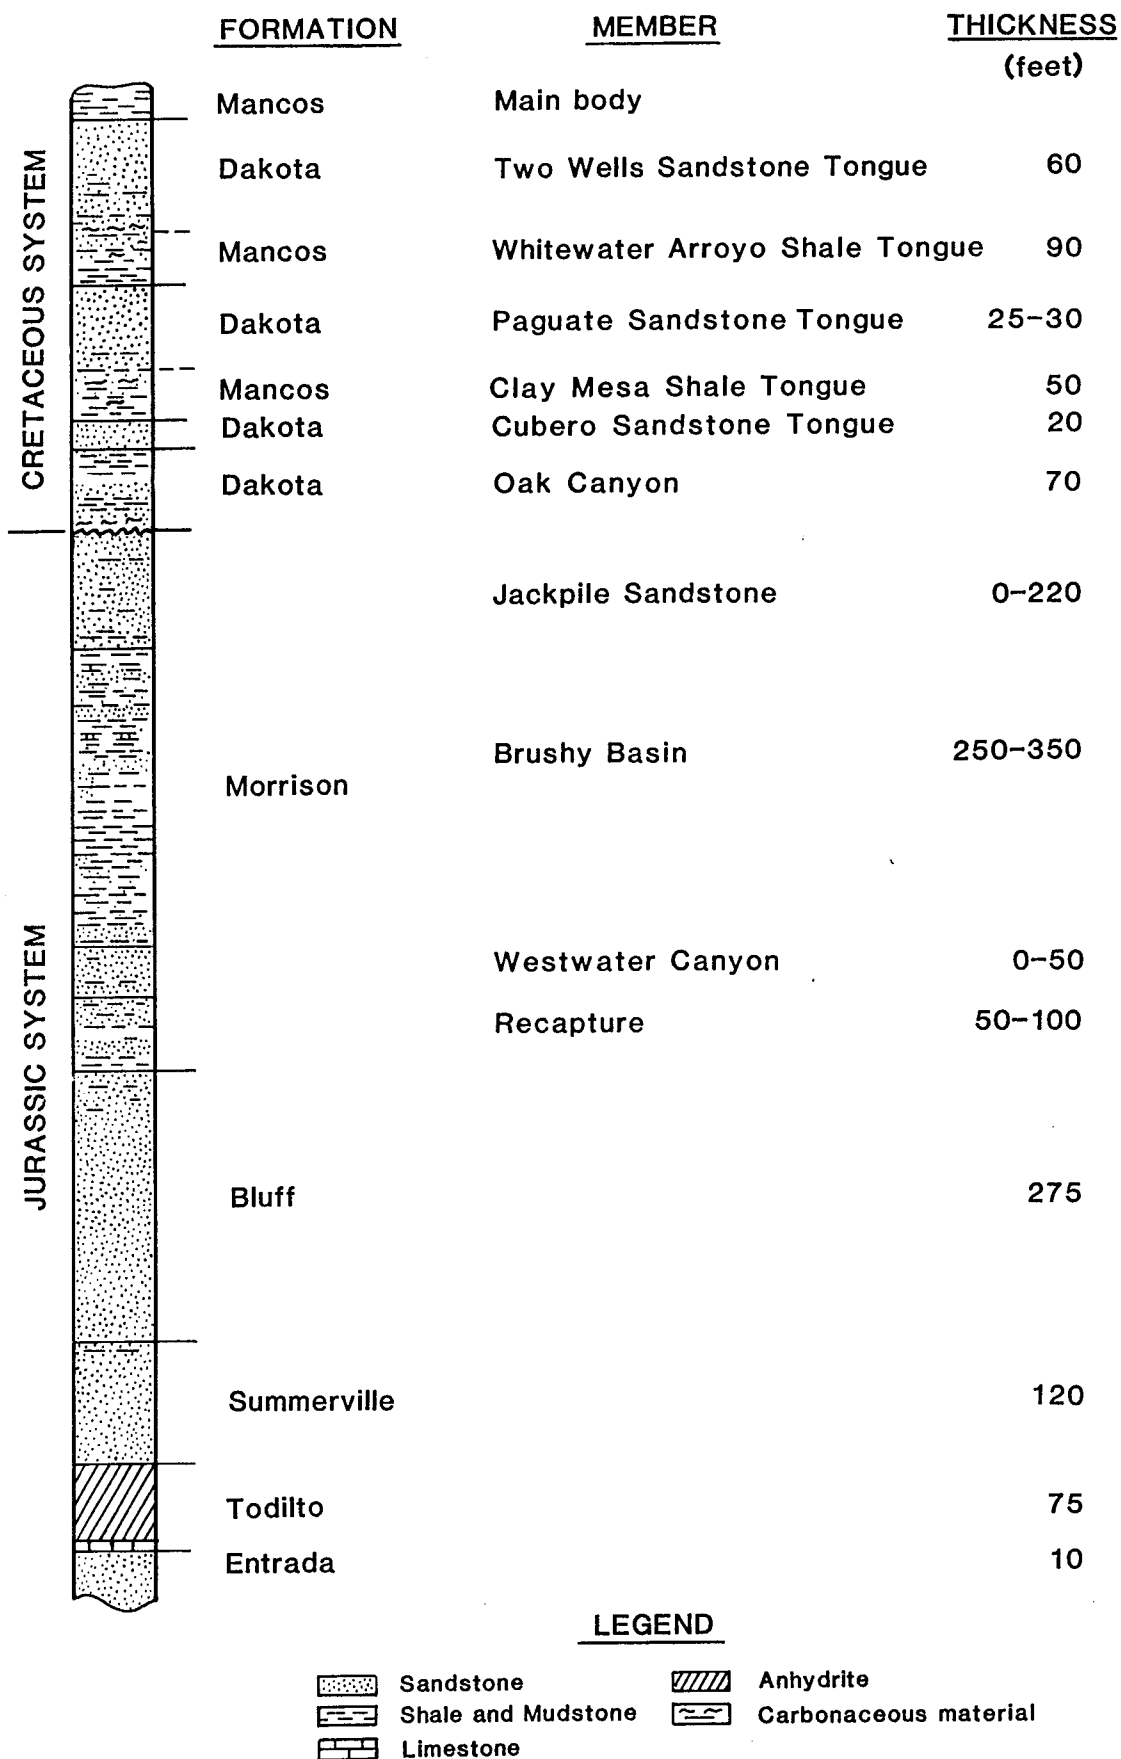 FORMATION MEMBER THICKNESS
(feet)
Mancos Main body
Dakota Two Wells Sandstone Tongue 60
Mancos Whitewater Arroyo Shale Tongue 90
Dakota Paguate Sandstone Tongue 25-30
Mancos Clay Mesa Shale Tongue 50
Dakota Cubero Sandstone Tongue 20
Dakota Oak Canyon 70
CRETACEOUS SYSTEM
Jackpile Sandstone 0-220
Brushy Basin 250-350
Morrison
Westwater Canyon 0-50
Recapture 50-100
JURASSIC SYSTEM
Bluff 275
Summerville 120
Todilto 75
Entrada 10
LEGEND
Sandstone Anhydrite
Shale and Mudstone Carbonaceous material
Limestone